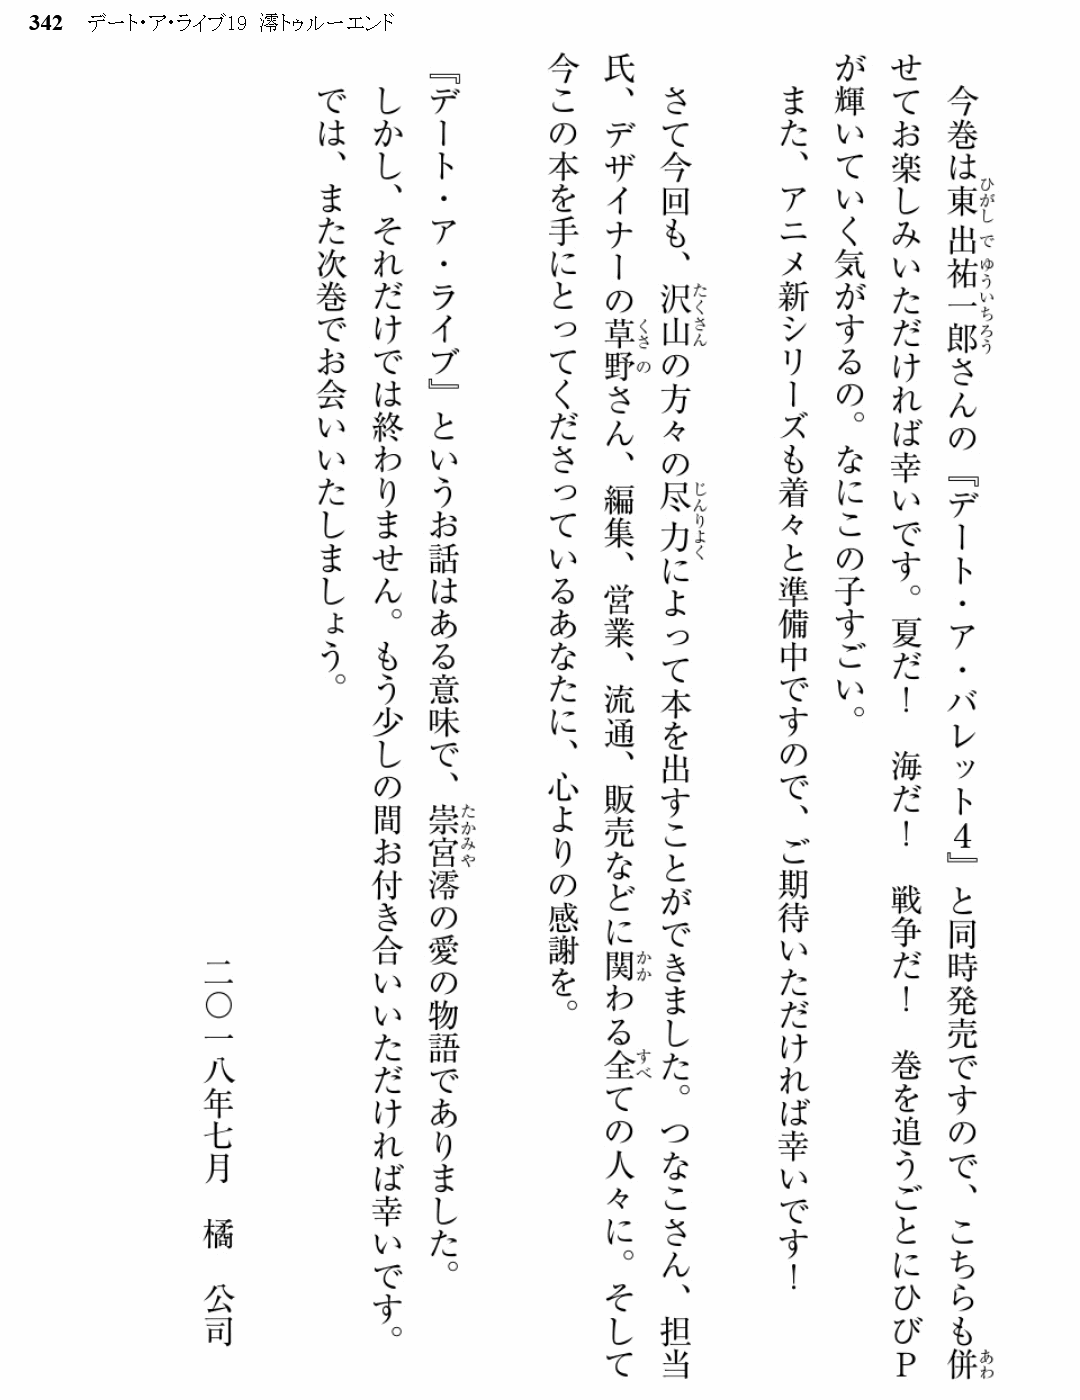 342 デート・ア・ライブ19 澪トゥルーエンド
今巻は東出祐一郎さんの『デート・ア・バレット4』と同時発売ですので、こちらも併
せてお楽しみいただければ幸いです。夏だ！　海だ！　戦争だ！　巻を追うごとにひびＰ
が輝いていく気がするの。なにこの子すごい。
また、アニメ新シリーズも着々と準備中ですので、ご期待いただければ幸いです！
さて今回も、沢山の方々の尽力によって本を出すことができました。つなこさん、担当
氏、デザイナーの草野さん、編集、営業、流通、販売などに関わる全ての人々に。そして
今この本を手にとってくださっているあなたに、心よりの感謝を。
『デート・ア・ライブ』というお話はある意味で、崇宮澪の愛の物語でありました。
しかし、それだけでは終わりません。もう少しの間お付き合いいただければ幸いです。
では、また次巻でお会いいたしましょう。
二〇一八年七月　橘　公司